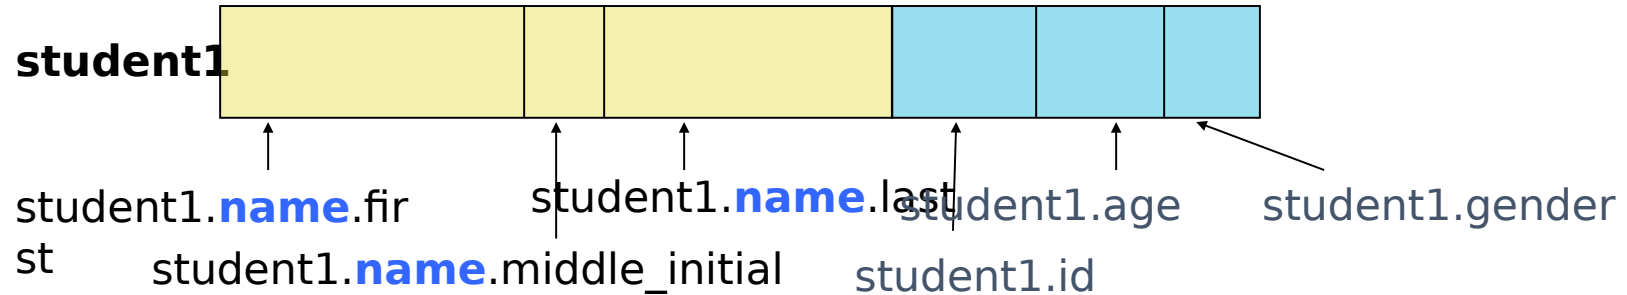 student1
student1.name.fir
st
student1.name.last
student1.age
student1.gender
student1.name.middle_initial
student1.id